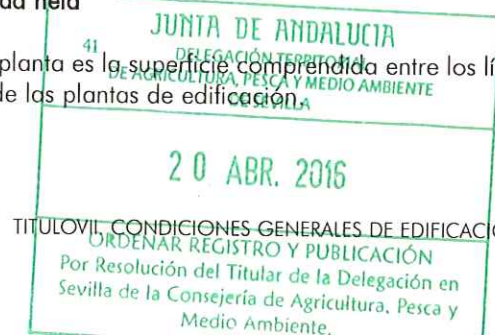 JUNTA DE ANDALUCIA
41
DELEGACIÓN TERRITORIAL
planta es la superficie comprendida entre los lí
DE AGRICULTURA, PESCA Y MEDIO AMBIENTE
de las plantas de edificación.
DE SEVILLA
20 ABR. 2016
TITULO VII. CONDICIONES GENERALES DE EDIFICACIÓ
ORDENAR REGISTRO Y PUBLICACIÓN
Por Resolución del Titular de la Delegación en
Sevilla de la Consejería de Agricultura, Pesca y
Medio Ambiente.